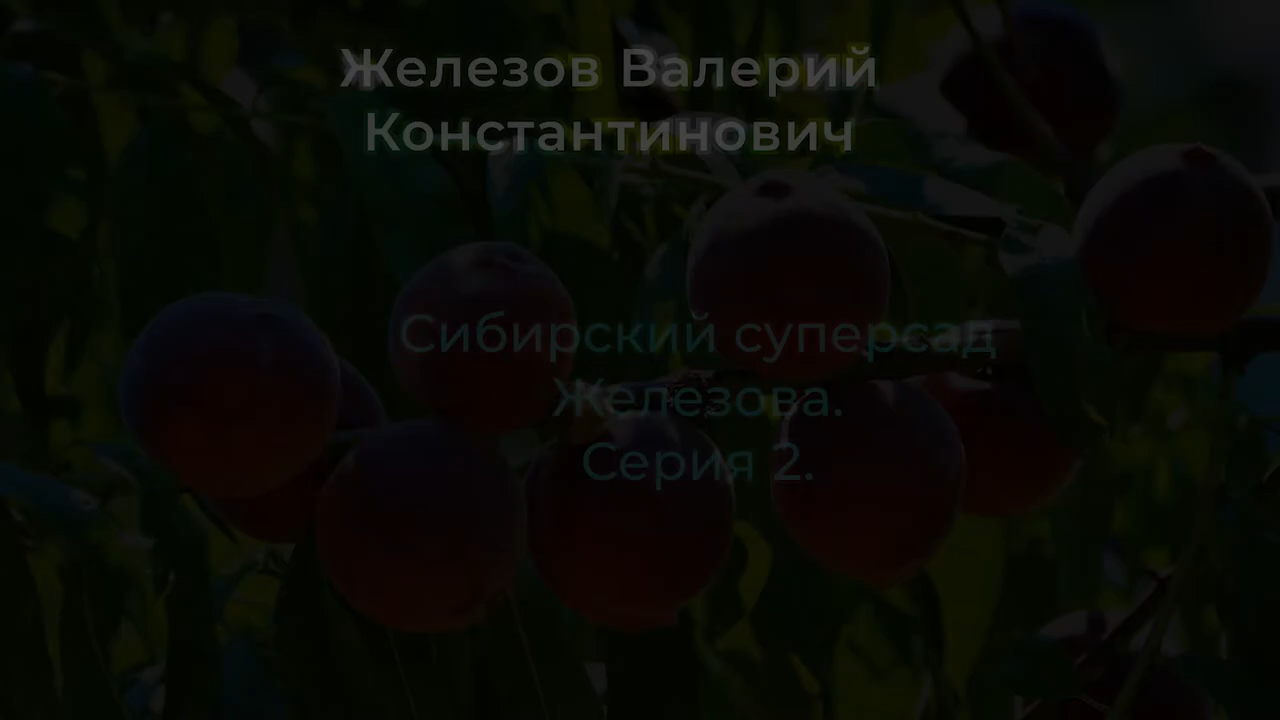 Железов Валерий
Константинович
Сибирский суперсад
Железова.
Серия 2.